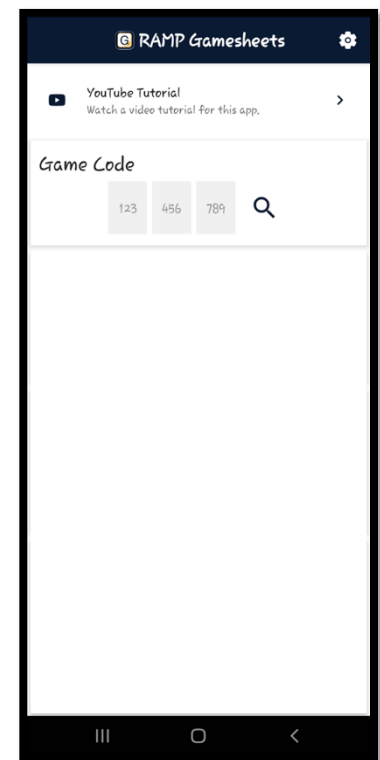 G RAMP Gamesheets
YouTube Tutorial
Watch a video tutorial for this app.
Game Code
123 456 789